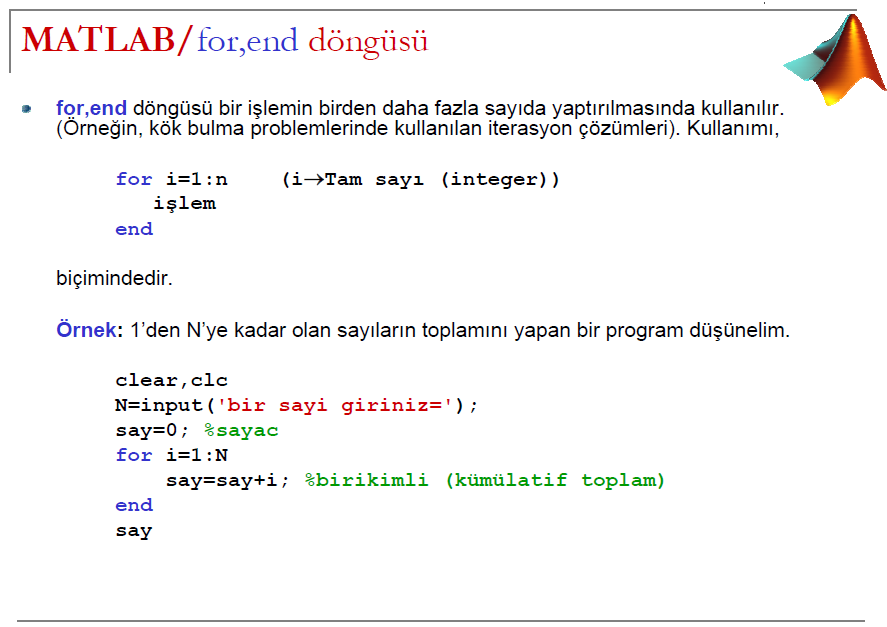 MATLAB/for,end döngüsü
for,end döngüsü bir işlemin birden daha fazla sayıda yaptırılmasında kullanılır.
(Örneğin, kök bulma problemlerinde kullanılan iterasyon çözümleri). Kullanımı,
for i=1:n (i→Tam sayı (integer))
işlem
end
biçimindedir.
Örnek: 1’den N’ye kadar olan sayıların toplamını yapan bir program düşünelim.
clear,clc
N=input('bir sayi giriniz=');
say=0; %sayac
for i=1:N
say=say+i; %birikimli (kümülatif toplam)
end
say